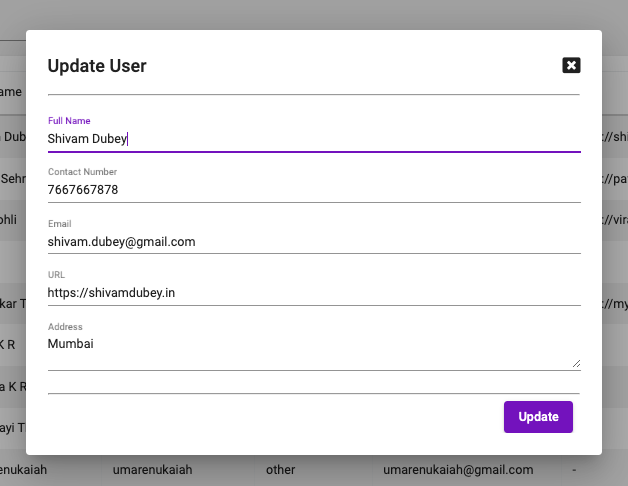 Update User
ame
Full Name
Dub
://shi
Shivam Dubey
Sehr
://pa
Contact Number
7667667878
ohli
://vira
Email
shivam.dubey@gmail.com
URL
https://shivamdubey.in
kar T
://my
Address
K R
Mumbai
a K R
ayi T
Update
enukaiah umarenukaiah other umarenukaiah@gmail.com -